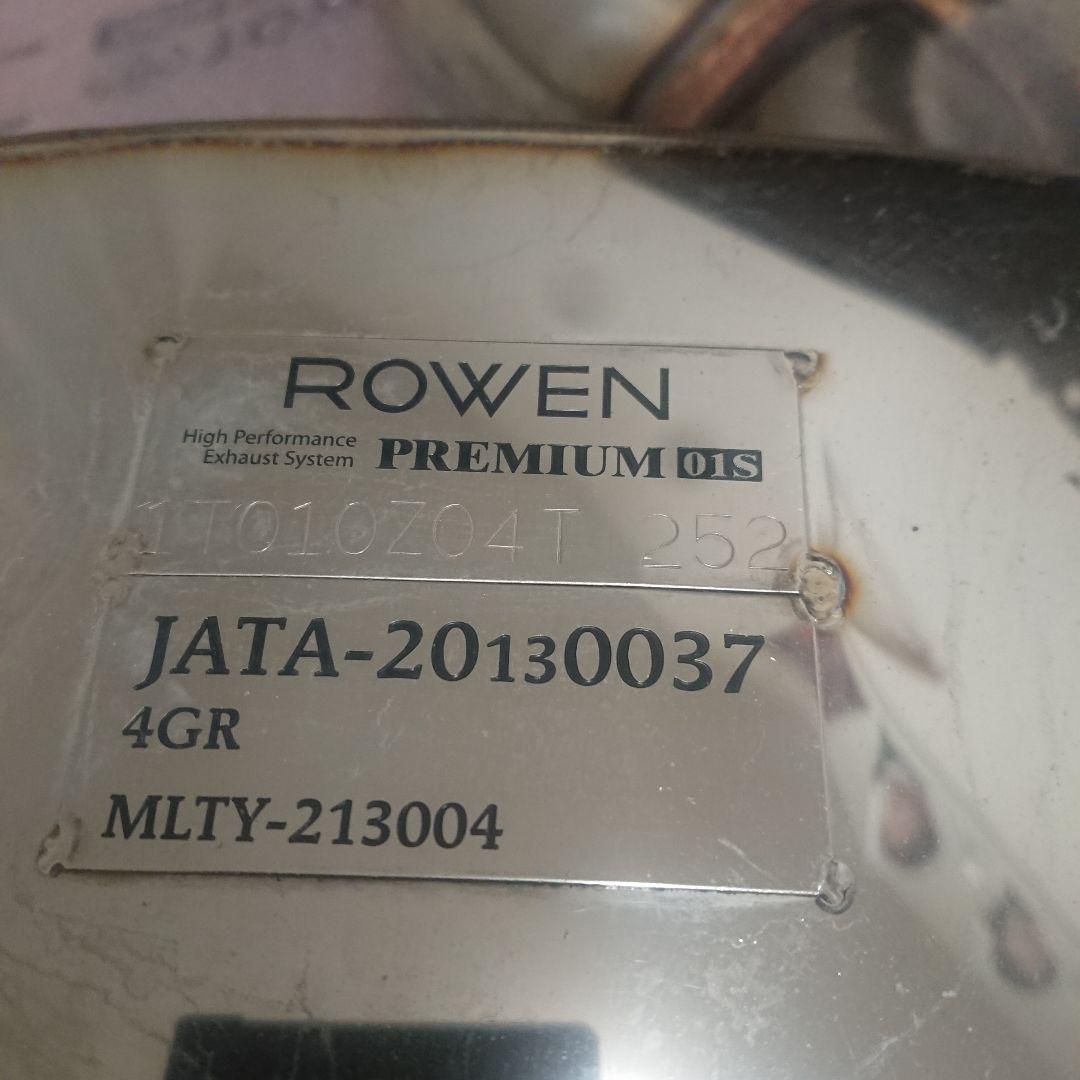 ROWEN
High Performance
Exhaust System PREMIUM 01S
1T010Z04T 252
JATA-20130037
4GR
MLTY-213004